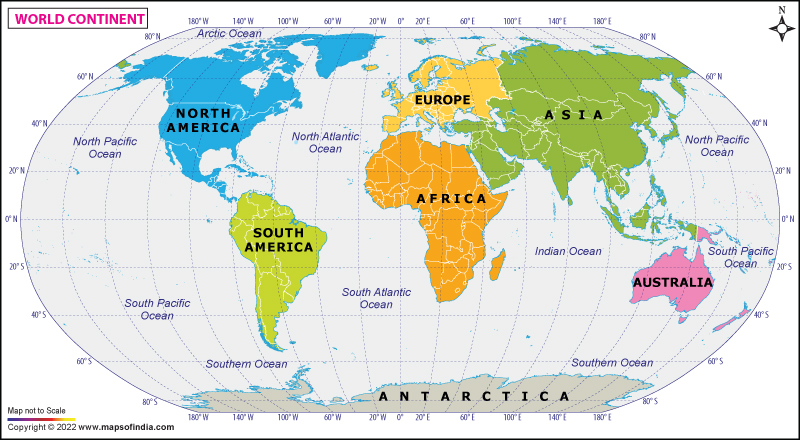 WORLD CONTINENT
N
180°W 140°W 100°W 60°W 20°W 0° 20°E 60°E 100°E 140°E 180°E
Arctic Ocean
80°N 80°N
60°N 60°N
EUROPE
NORTH
AMERICA
ASIA
40°N 40°N
North Pacific
Ocean
North Atlantic
Ocean
North Pacific
Ocean
20°N 20°N
AFRICA
0°N 0°N
SOUTH
AMERICA
Indian Ocean
South Pacific
Ocean
20°S 20°S
AUSTRALIA
South Atlantic
Ocean
South Pacific
Ocean
40°S 40°S
Southern Ocean Southern Ocean
60°S 60°S
ANTARCTICA
80°S 80°S
Map not to Scale
180°W 140°W 100°W 60°W 20°W 0° 20°E 60°E 100°E 140°E 180°E
Copyright © 2022 www.mapsofindia.com